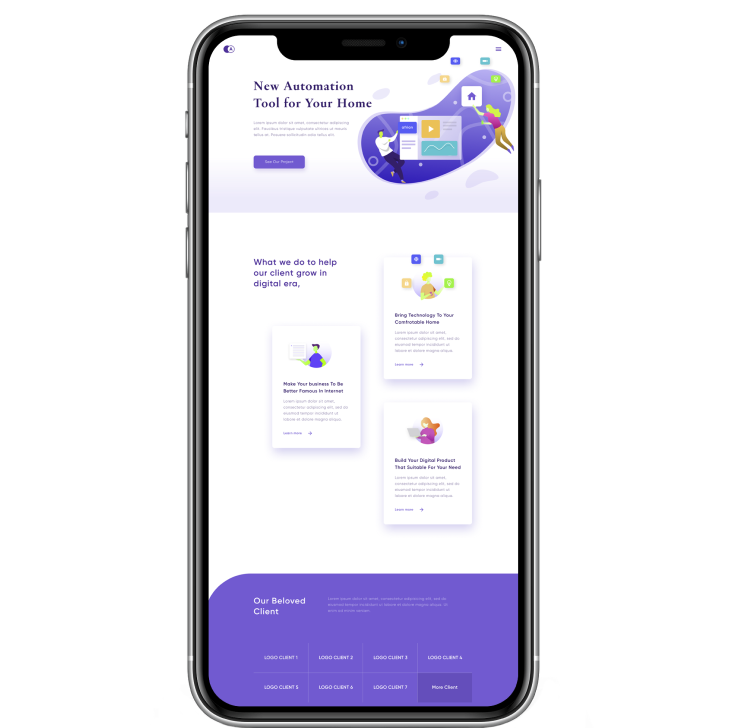 New Automation
Tool for Your Home
Lorem ipsum dolor sit amet, consectetur adipiscing
elit. Faucibus tristique vulputate ultrices ut mauris
tellus at. Posuere sollicitudin odio tellus elit.
See Our Project
What we do to help
our client grow in
digital era,
Bring Technology To Your
Comfrotable Home
Lorem ipsum dolor sit amet,
consectetur adipiscing elit, sed do
eiusmod tempor incididunt ut
labore et dolore magna aliqua.
Learn more
Make Your business To Be
Better Famous In Internet
Lorem ipsum dolor sit amet,
consectetur adipiscing elit, sed do
eiusmod tempor incididunt ut
labore et dolore magna aliqua.
Learn more
Build Your Digital Product
That Suitable For Your Need
Lorem ipsum dolor sit amet,
consectetur adipiscing elit, sed do
eiusmod tempor incididunt ut
labore et dolore magna aliqua.
Learn more
Our Beloved
Client
Lorem ipsum dolor sit amet, consectetur adipiscing elit, sed do
eiusmod tempor incididunt ut labore et dolore magna aliqua. Ut
enim ad minim veniam
LOGO CLIENT 1
LOGO CLIENT 2
LOGO CLIENT 3
LOGO CLIENT 4
LOGO CLIENT 5
LOGO CLIENT 6
LOGO CLIENT 7
More Client